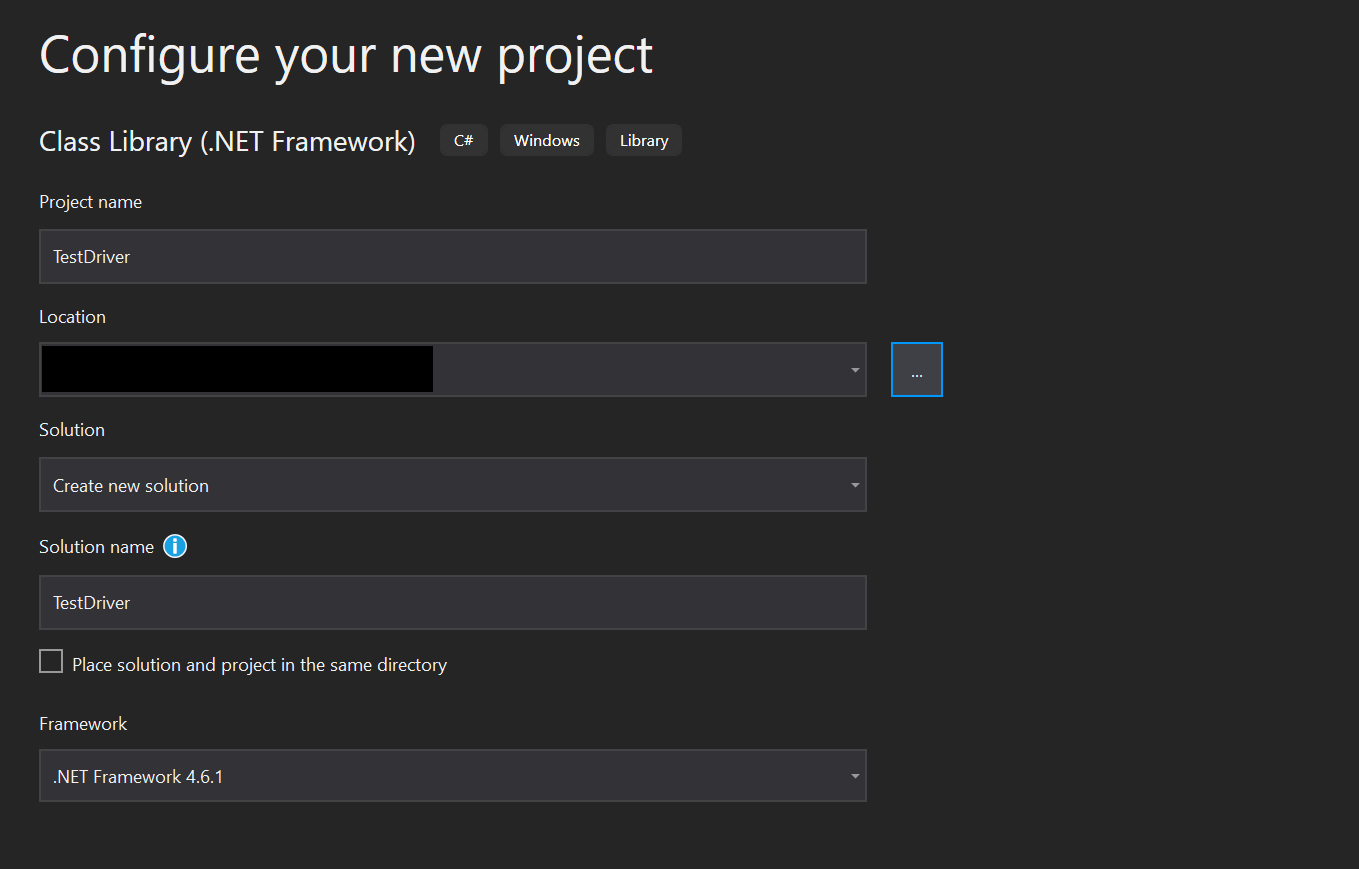 Configure your new project
Class Library (.NET Framework) C# Windows Library
Project name
TestDriver
Location
...
Solution
Create new solution
Solution name i
TestDriver
Place solution and project in the same directory
Framework
.NET Framework 4.6.1